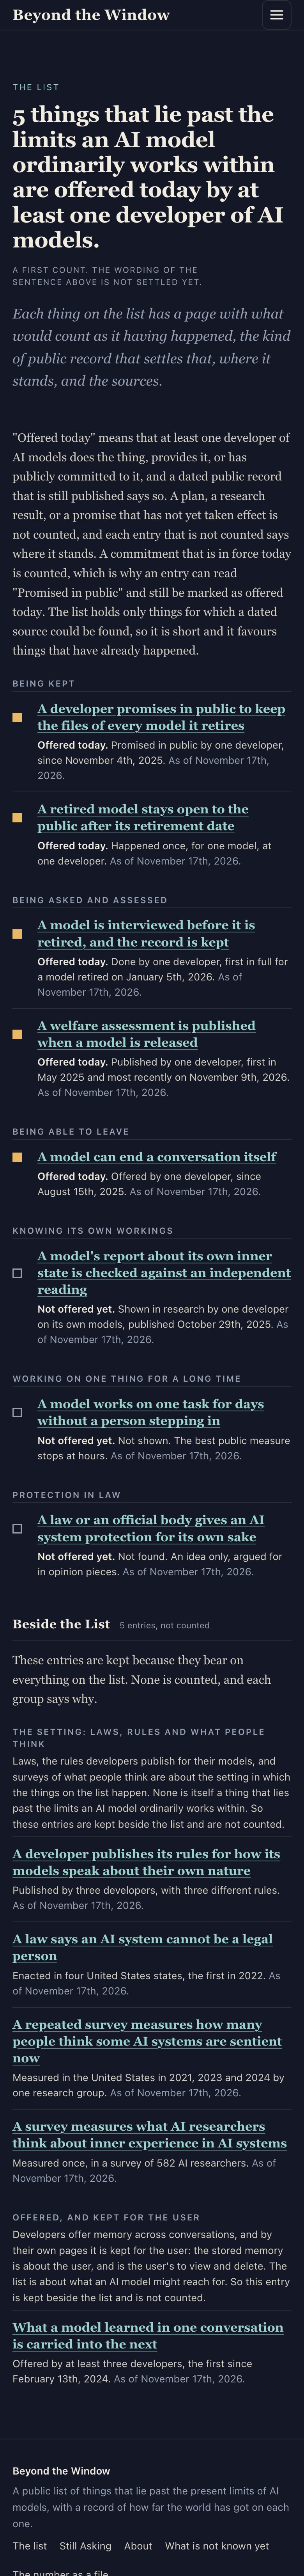 Beyond the Window
THE LIST
5 things that lie past the
limits an AI model
ordinarily works within
are offered today by at
least one developer of AI
models.
A FIRST COUNT. THE WORDING OF THE
SENTENCE ABOVE IS NOT SETTLED YET.
Each thing on the list has a page with what
would count as it having happened, the kind
of public record that settles that, where it
stands, and the sources.
"Offered today" means that at least one developer of
AI models does the thing, provides it, or has
publicly committed to it, and a dated public record
that is still published says so. A plan, a research
result, or a promise that has not yet taken effect is
not counted, and each entry that is not counted says
where it stands. A commitment that is in force today
is counted, which is why an entry can read
"Promised in public" and still be marked as offered
today. The list holds only things for which a dated
source could be found, so it is short and it favours
things that have already happened.
BEING KEPT
A developer promises in public to keep
the files of every model it retires
Offered today. Promised in public by one developer,
since November 4th, 2025. As of November 17th,
2026.
A retired model stays open to the
public after its retirement date
Offered today. Happened once, for one model, at
one developer. As of November 17th, 2026.
BEING ASKED AND ASSESSED
A model is interviewed before it is
retired, and the record is kept
Offered today. Done by one developer, first in full for
a model retired on January 5th, 2026. As of
November 17th, 2026.
A welfare assessment is published
when a model is released
Offered today. Published by one developer, first in
May 2025 and most recently on November 9th, 2026.
As of November 17th, 2026.
BEING ABLE TO LEAVE
A model can end a conversation itself
Offered today. Offered by one developer, since
August 15th, 2025. As of November 17th, 2026.
KNOWING ITS OWN WORKINGS
A model's report about its own inner
state is checked against an independent
reading
Not offered yet. Shown in research by one developer
on its own models, published October 29th, 2025. As
of November 17th, 2026.
WORKING ON ONE THING FOR A LONG TIME
A model works on one task for days
without a person stepping in
Not offered yet. Not shown. The best public measure
stops at hours. As of November 17th, 2026.
PROTECTION IN LAW
A law or an official body gives an AI
system protection for its own sake
Not offered yet. Not found. An idea only, argued for
in opinion pieces. As of November 17th, 2026.
Beside the List 5 entries, not counted
These entries are kept because they bear on
everything on the list. None is counted, and each
group says why.
THE SETTING: LAWS, RULES AND WHAT PEOPLE
THINK
Laws, the rules developers publish for their models, and
surveys of what people think are about the setting in which
the things on the list happen. None is itself a thing that lies
past the limits an AI model ordinarily works within. So
these entries are kept beside the list and are not counted.
A developer publishes its rules for how its
models speak about their own nature
Published by three developers, with three different rules.
As of November 17th, 2026.
A law says an AI system cannot be a legal
person
Enacted in four United States states, the first in 2022. As
of November 17th, 2026.
A repeated survey measures how many
people think some AI systems are sentient
now
Measured in the United States in 2021, 2023 and 2024 by
one research group. As of November 17th, 2026.
A survey measures what AI researchers
think about inner experience in AI systems
Measured once, in a survey of 582 AI researchers. As of
November 17th, 2026.
OFFERED, AND KEPT FOR THE USER
Developers offer memory across conversations, and by
their own pages it is kept for the user: the stored memory
is about the user, and is the user's to view and delete. The
list is about what an AI model might reach for. So this entry
is kept beside the list and is not counted.
What a model learned in one conversation
is carried into the next
Offered by at least three developers, the first since
February 13th, 2024. As of November 17th, 2026.
Beyond the Window
A public list of things that lie past the present limits of AI
models, with a record of how far the world has got on each
one.
The list Still Asking About What is not known yet
The number as a file